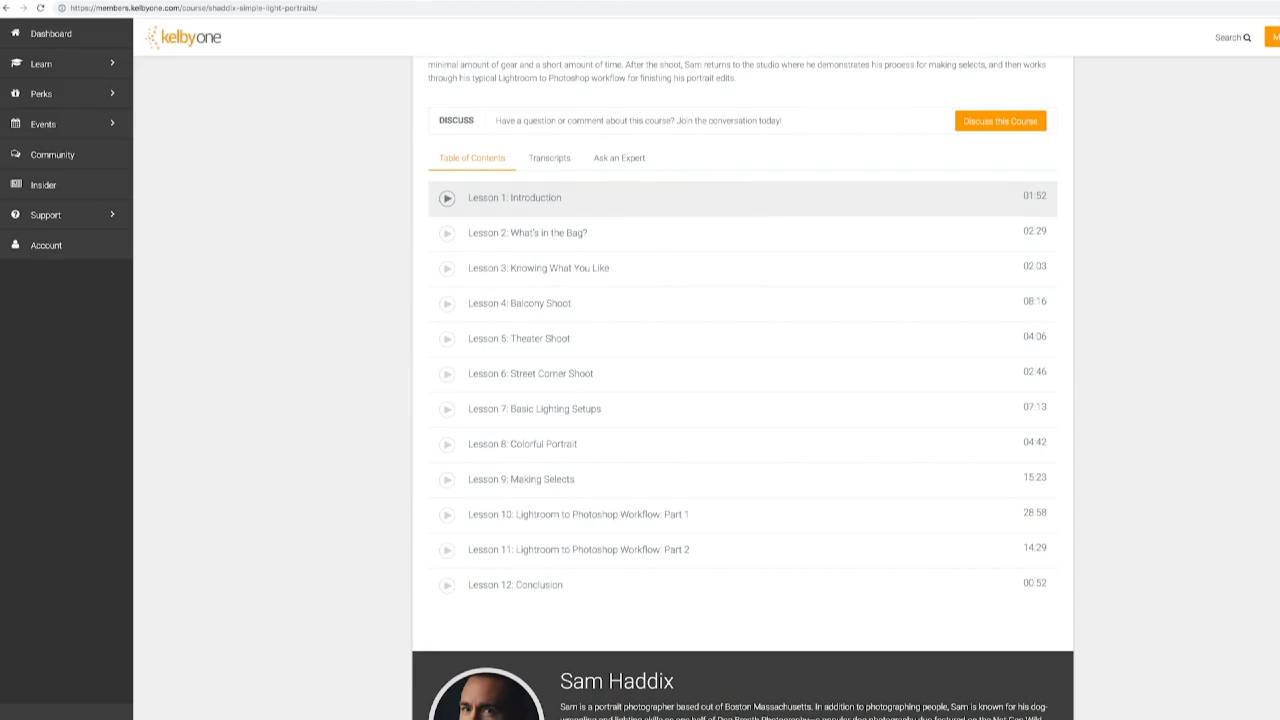 https://members.kelbyone.com/course/shaddix-simple-light-portraits/
Dashboard
Learn
Perks
Events
Community
Insider
Support
Account
kelbyone
Search
M
minimal amount of gear and a short amount of time. After the shoot, Sam returns to the studio where he demonstrates his process for making selects, and then works
through his typical Lightroom to Photoshop workflow for finishing his portrait edits.
DISCUSS Have a question or comment about this course? Join the conversation today! Discuss this Course
Table of Contents Transcripts Ask an Expert
Lesson 1: Introduction 01:52
Lesson 2: What's in the Bag? 02:29
Lesson 3: Knowing What You Like 02:03
Lesson 4: Balcony Shoot 08:16
Lesson 5: Theater Shoot 04:06
Lesson 6: Street Corner Shoot 02:46
Lesson 7: Basic Lighting Setups 07:13
Lesson 8: Colorful Portrait 04:42
Lesson 9: Making Selects 15:23
Lesson 10: Lightroom to Photoshop Workflow: Part 1 28:58
Lesson 11: Lightroom to Photoshop Workflow: Part 2 14:29
Lesson 12: Conclusion 00:52
Sam Haddix
Sam is a portrait photographer based out of Boston Massachusetts. In addition to photographing people, Sam is known for his dog-